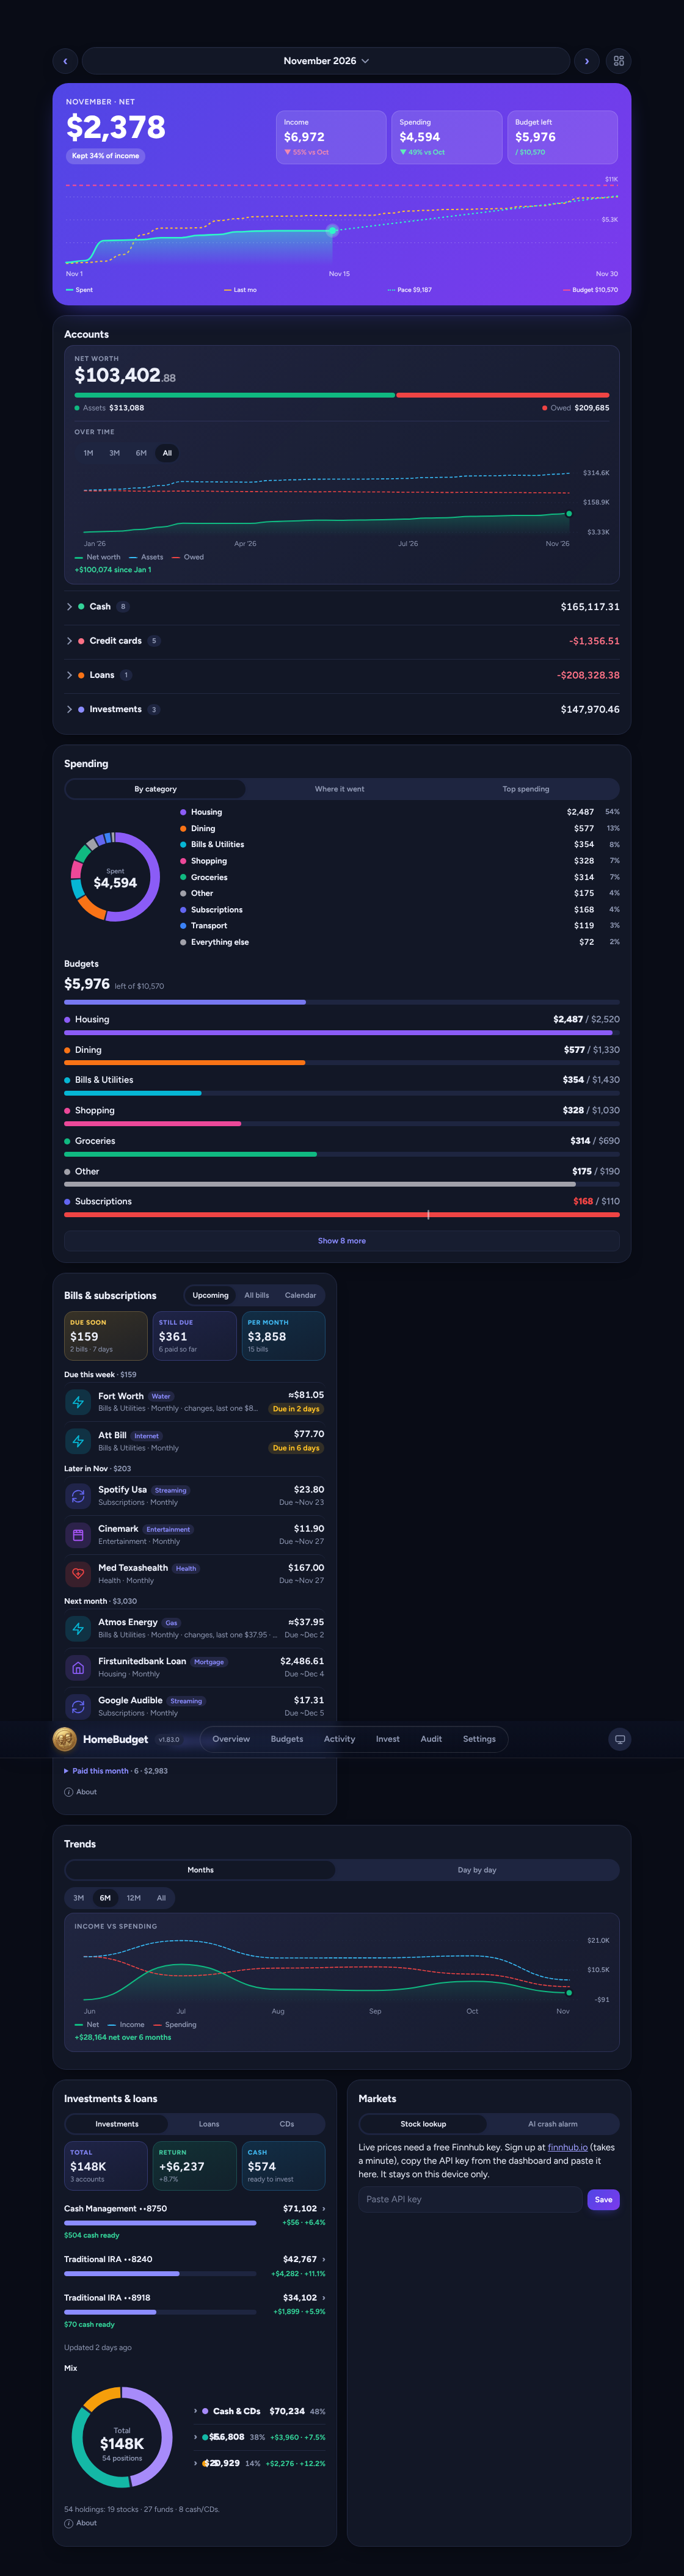 November 2026
NOVEMBER · NET
$2,378
Kept 34% of income
Income
$6,972
▼ 55% vs Oct
Spending
$4,594
▼ 49% vs Oct
Budget left
$5,976
/ $10,570
$11K
$5.3K
Nov 1
Nov 15
Nov 30
Spent
Last mo
Pace $9,187
Budget $10,570
Accounts
NET WORTH
$103,402.88
Assets $313,088
Owed $209,685
OVER TIME
1M 3M 6M All
$314.6K
$158.9K
$3.33K
Jan '26 Apr '26 Jul '26 Nov '26
Net worth Assets Owed
+$100,074 since Jan 1
Cash 8 $165,117.31
Credit cards 5 -$1,356.51
Loans 1 -$208,328.38
Investments 3 $147,970.46
Spending
By category Where it went Top spending
Spent
$4,594
Housing $2,487 54%
Dining $577 13%
Bills & Utilities $354 8%
Shopping $328 7%
Groceries $314 7%
Other $175 4%
Subscriptions $168 4%
Transport $119 3%
Everything else $72 2%
Budgets
$5,976 left of $10,570
Housing $2,487 / $2,520
Dining $577 / $1,330
Bills & Utilities $354 / $1,430
Shopping $328 / $1,030
Groceries $314 / $690
Other $175 / $190
Subscriptions $168 / $110
Show 8 more
Bills & subscriptions
Upcoming All bills Calendar
DUE SOON
$159
2 bills · 7 days
STILL DUE
$361
6 paid so far
PER MONTH
$3,858
15 bills
Due this week · $159
Fort Worth Water ≈$81.05
Bills & Utilities · Monthly · changes, last one $8… Due in 2 days
Att Bill Internet $77.70
Bills & Utilities · Monthly Due in 6 days
Later in Nov · $203
Spotify Usa Streaming $23.80
Subscriptions · Monthly Due ~Nov 23
Cinemark Entertainment $11.90
Entertainment · Monthly Due ~Nov 27
Med Texashealth Health $167.00
Health · Monthly Due ~Nov 27
Next month · $3,030
Atmos Energy Gas ≈$37.95
Bills & Utilities · Monthly · changes, last one $37.95 · … Due ~Dec 2
Firstunitedbank Loan Mortgage $2,486.61
Housing · Monthly Due ~Dec 4
Google Audible Streaming $17.31
Subscriptions · Monthly Due ~Dec 5
HomeBudget v1.83.0 Overview Budgets Activity Invest Audit Settings
Paid this month · 6 · $2,983
About
Trends
Months Day by day
3M 6M 12M All
INCOME VS SPENDING
$21.0K
$10.5K
-$91
Jun Jul Aug Sep Oct Nov
Net Income Spending
+$28,164 net over 6 months
Investments & loans
Investments Loans CDs
TOTAL
$148K
3 accounts
RETURN
+$6,237
+8.7%
CASH
$574
ready to invest
Cash Management ••8750 $71,102 ›
+$56 · +6.4%
$504 cash ready
Traditional IRA ••8240 $42,767 ›
+$4,282 · +11.1%
Traditional IRA ••8918 $34,102 ›
+$1,899 · +5.9%
$70 cash ready
Updated 2 days ago
Mix
Total
$148K
54 positions
Cash & CDs $70,234 48%
38% +$3,960 · +7.5%
14% +$2,276 · +12.2%
54 holdings: 19 stocks · 27 funds · 8 cash/CDs.
About
Markets
Stock lookup AI crash alarm
Live prices need a free Finnhub key. Sign up at finnhub.io (takes
a minute), copy the API key from the dashboard and paste it
here. It stays on this device only.
Paste API key Save